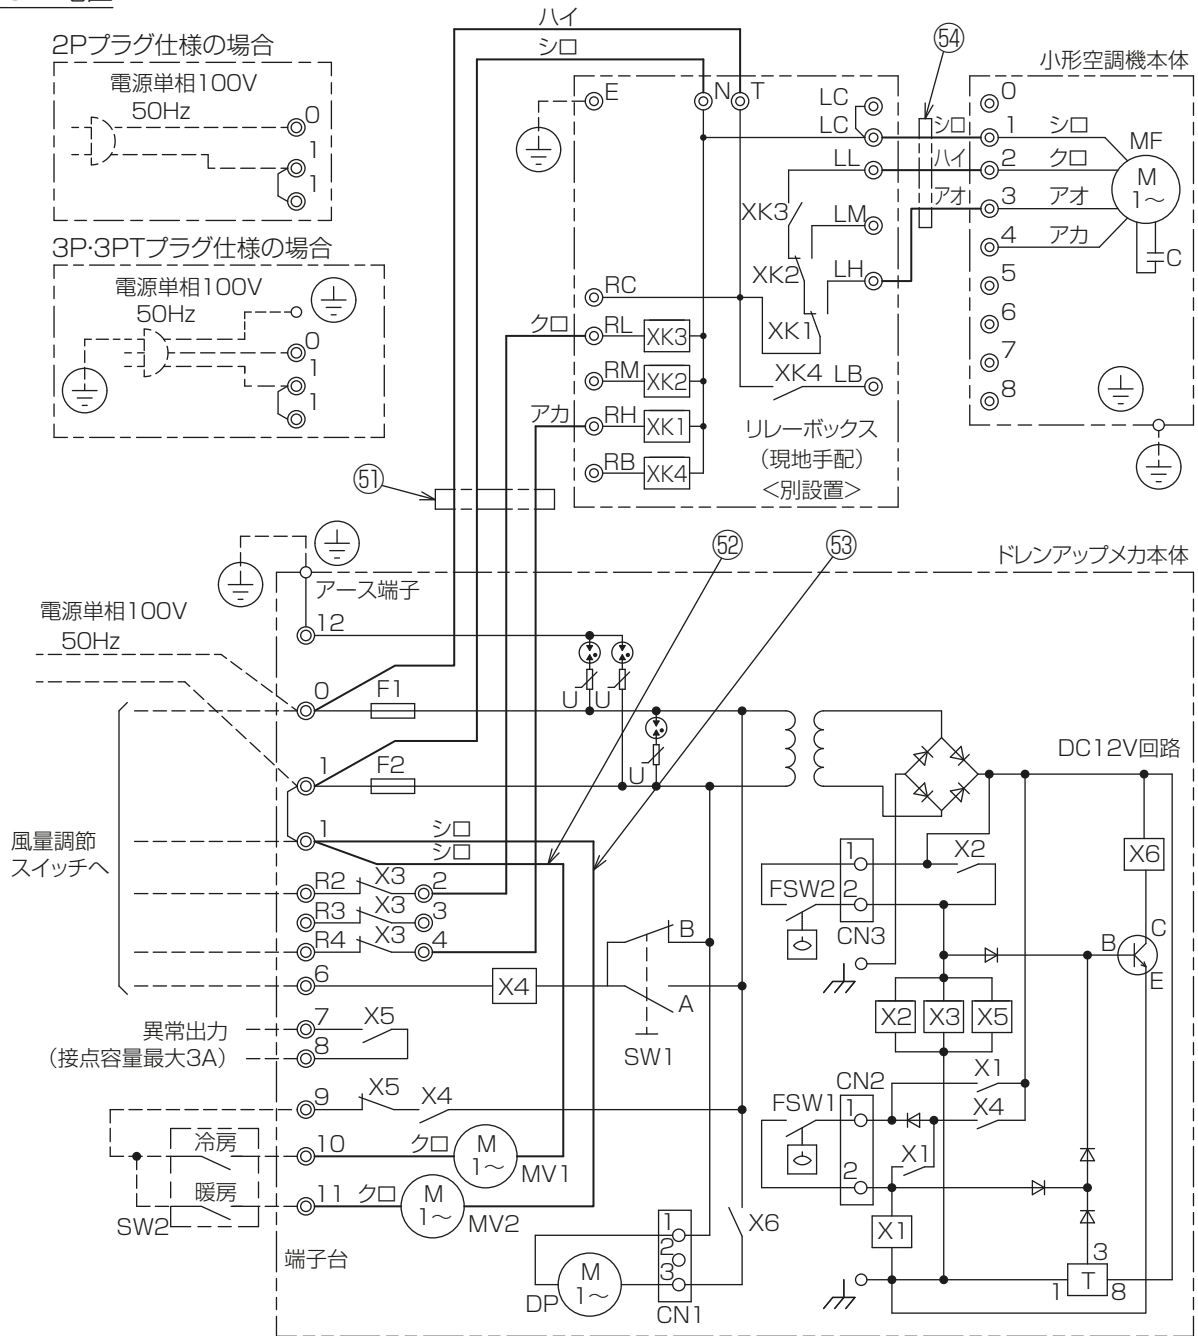 2Pプラグ仕様の場合
電源単相100V
50Hz
0
1
1
3P・3PTプラグ仕様の場合
電源単相100V
50Hz
0
1
1
ハイ
シロ
E
N
T
LC
LC
LL
LM
LH
LB
XK3
XK2
XK1
XK4
RC
クロ
RL
XK3
RM
XK2
アカ
RH
XK1
RB
XK4
リレーボックス
（現地手配）
<別設置>
54
シロ
ハイ
アオ
小形空調機本体
0
1
シロ
2
クロ
3
アオ
4
アカ
5
6
7
8
MF
M
1〜
C
51
52
53
ドレンアップメカ本体
アース端子
12
電源単相100V
50Hz
0
F1
U
U
U
1
F2
DC12V回路
1
シロ
シロ
風量調節
スイッチへ
R2
X3
2
R3
X3
3
R4
X3
4
6
X4
B
A
SW1
異常出力
（接点容量最大3A）
7
X5
8
9
X5
X4
冷房
10
クロ
M
1〜
MV1
暖房
11
クロ
M
1〜
MV2
SW2
端子台
DP
M
1〜
1
2
3
CN1
X6
FSW2
1
2
CN3
X2
X6
B
C
E
X2
X3
X5
CN2
FSW1
1
2
X1
X4
X1
X1
1
T
3
8